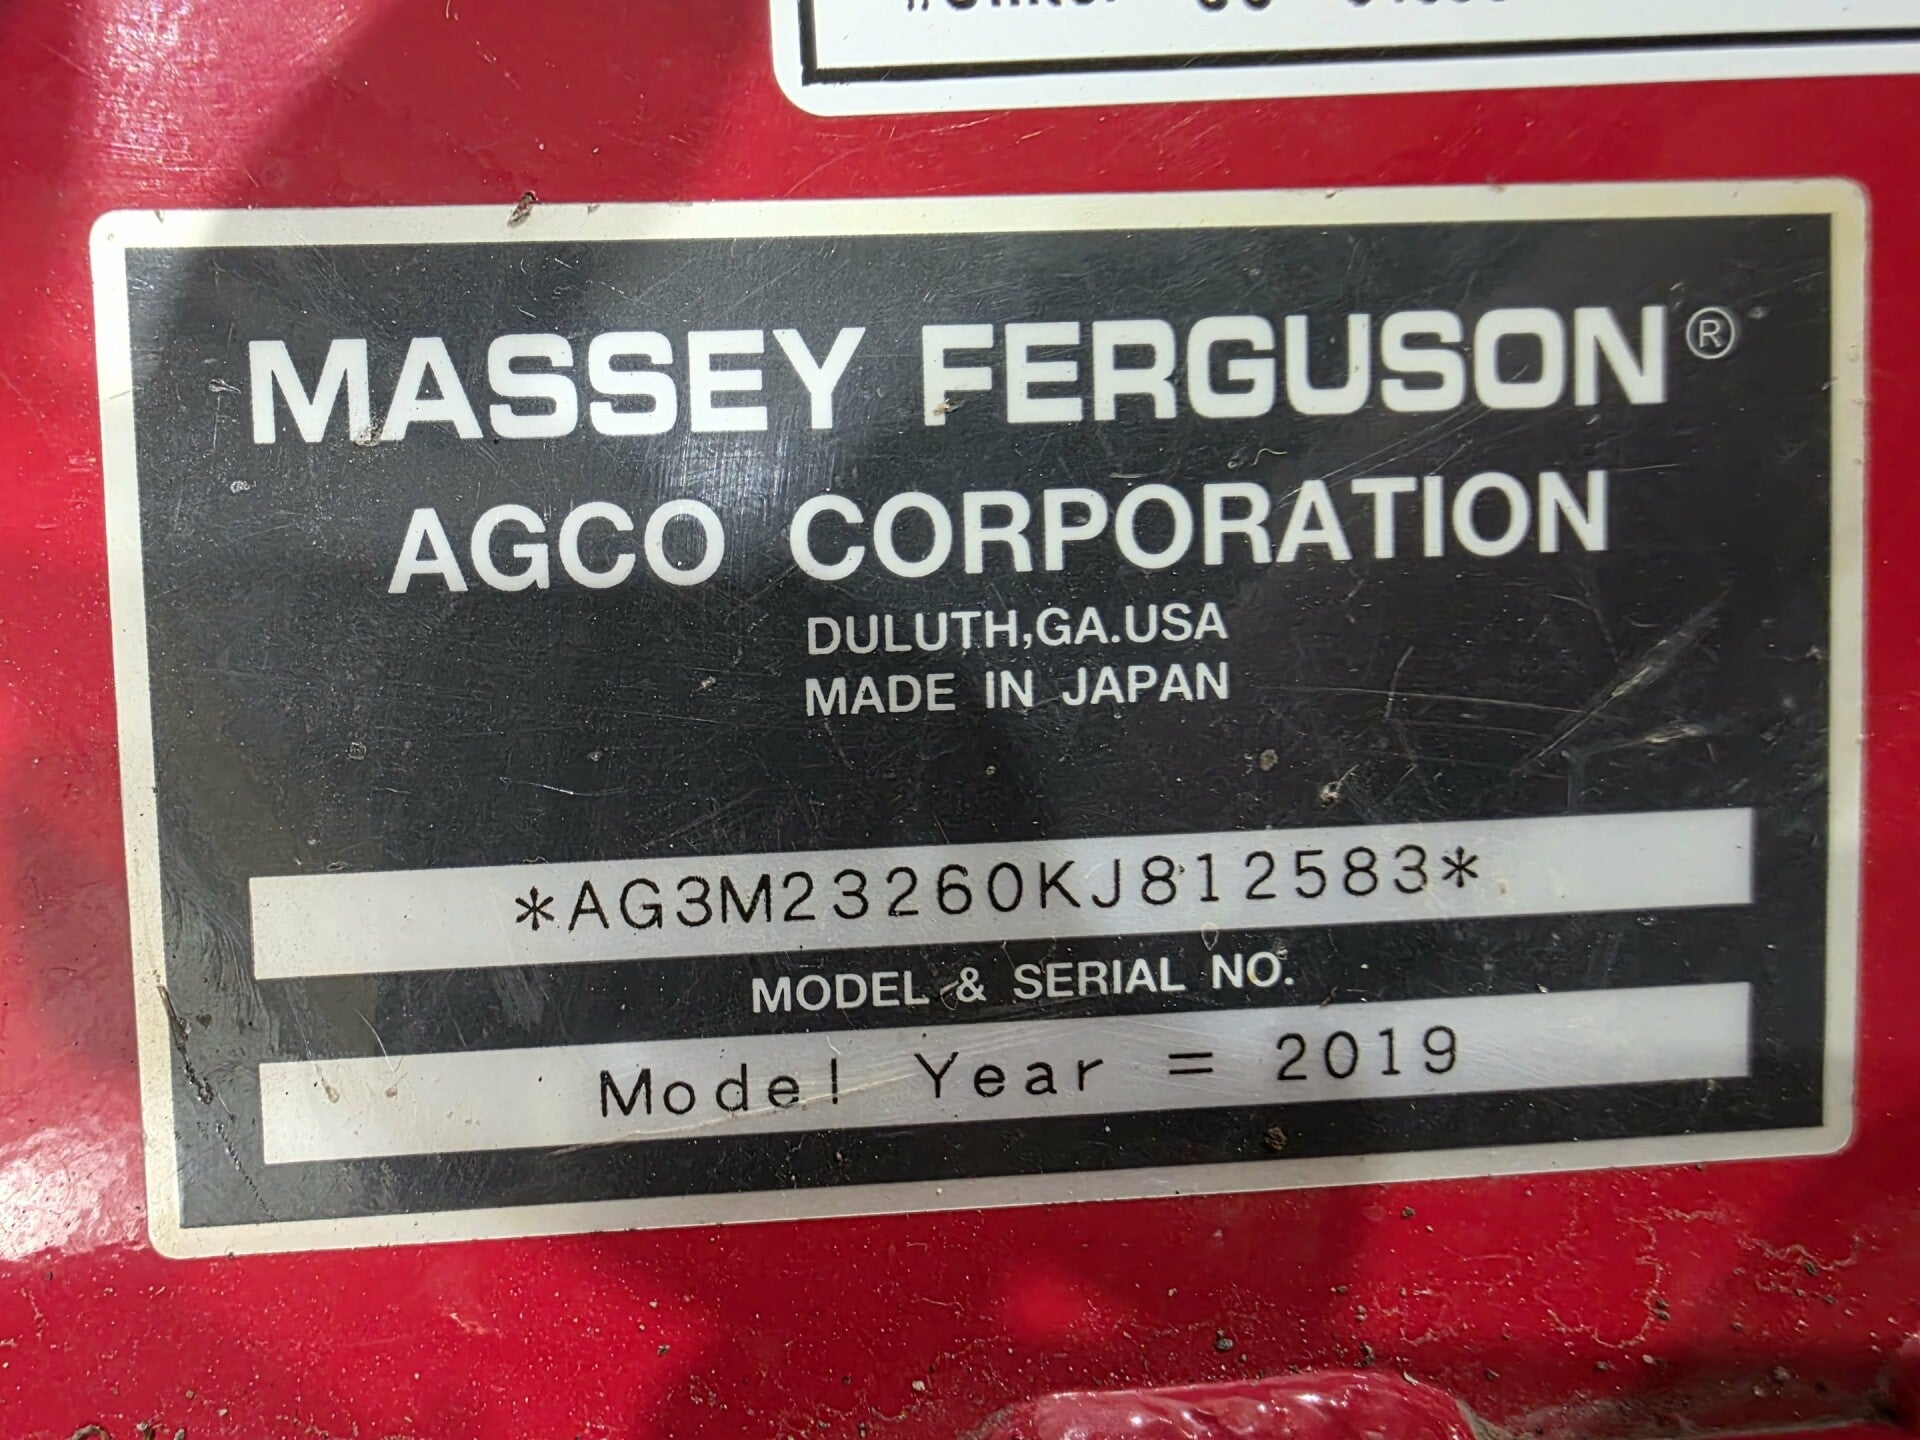 MASSEY FERGUSON®
AGCO CORPORATION
DULUTH,GA.USA
MADE IN JAPAN
*AG3M23260KJ812583*
MODEL & SERIAL NO.
Model Year = 2019